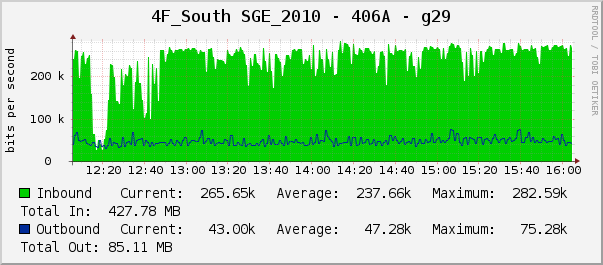 4F_South SGE_2010 - 406A - g29
RRDTOOL / TOBI OETIKER
bits per second
200 k
100 k
0
12:20 12:40 13:00 13:20 13:40 14:00 14:20 14:40 15:00 15:20 15:40 16:00
Inbound Current: 265.65k Average: 237.66k Maximum: 282.59k
Total In: 427.78 MB
Outbound Current: 43.00k Average: 47.28k Maximum: 75.28k
Total Out: 85.11 MB